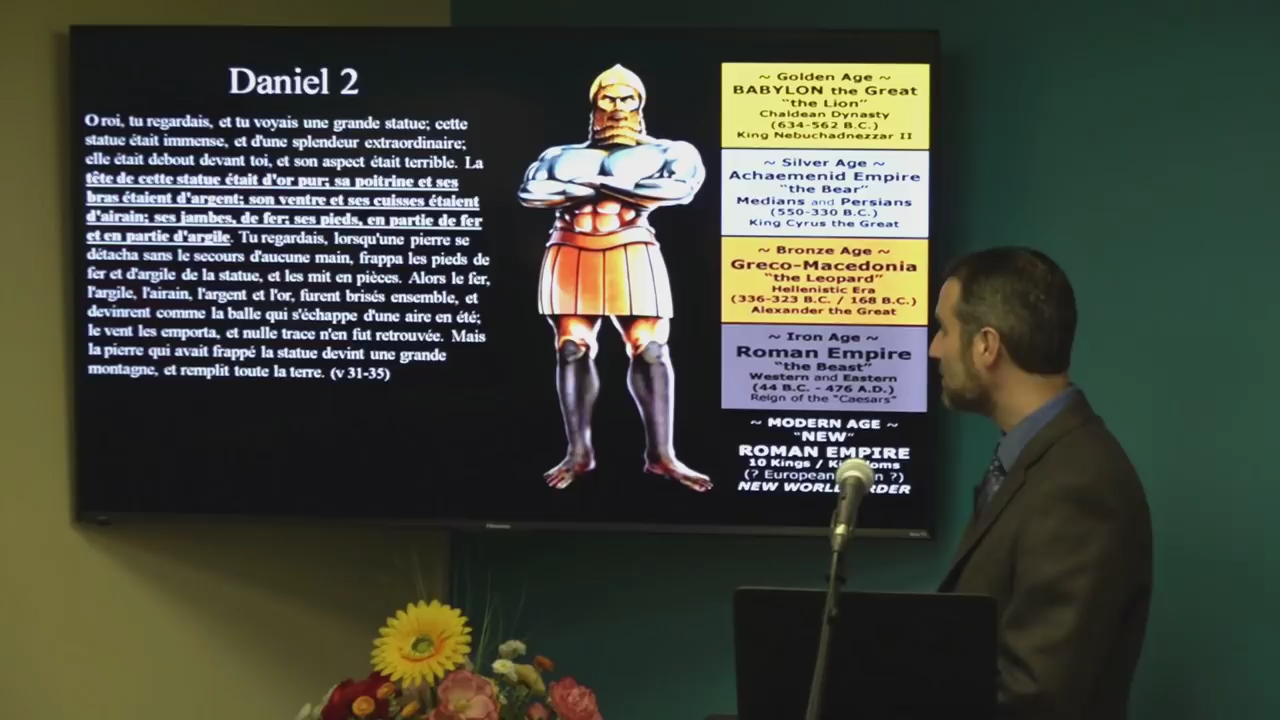 Daniel 2
O roi, tu regardais, et tu voyais une grande statue; cette
statue était immense, et d'une splendeur extraordinaire;
elle était debout devant toi, et son aspect était terrible. La
tête de cette statue était d'or pur; sa poitrine et ses
bras étaient d'argent; son ventre et ses cuisses étaient
d'airain; ses jambes, de fer; ses pieds, en partie de fer
et en partie d'argile. Tu regardais, lorsqu'une pierre se
détacha sans le secours d'aucune main, frappa les pieds de
fer et d'argile de la statue, et les mit en pièces. Alors le fer,
l'argile, l'airain, l'argent et l'or, furent brisés ensemble, et
devinrent comme la balle qui s'échappe d'une aire en été;
le vent les emporta, et nulle trace n'en fut retrouvée. Mais
la pierre qui avait frappé la statue devint une grande
montagne, et remplit toute la terre. (v 31-35)
~ Golden Age ~
BABYLON the Great
"the Lion"
Chaldean Dynasty
(634-562 B.C.)
King Nebuchadnezzar II
~ Silver Age ~
Achaemenid Empire
"the Bear"
Medians and Persians
(550-330 B.C.)
King Cyrus the Great
~ Bronze Age ~
Greco-Macedonia
"the Leopard"
Hellenistic Era
(336-323 B.C. / 168 B.C.)
Alexander the Great
~ Iron Age ~
Roman Empire
"the Beast"
Western and Eastern
(44 B.C. - 476 A.D.)
Reign of the "Caesars"
~ MODERN AGE ~
"NEW"
ROMAN EMPIRE
10 Kings /
(? European ?)
NEW